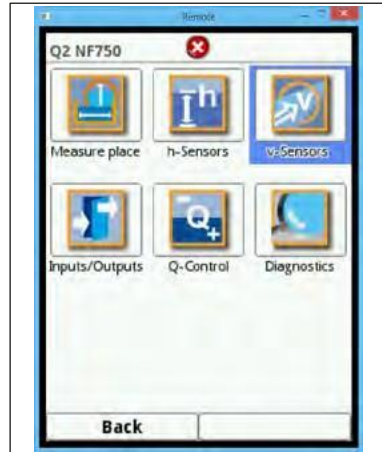 Remote
Q2 NF750
Measure place h-Sensors v-Sensors
Inputs/Outputs Q-Control Diagnostics
Back